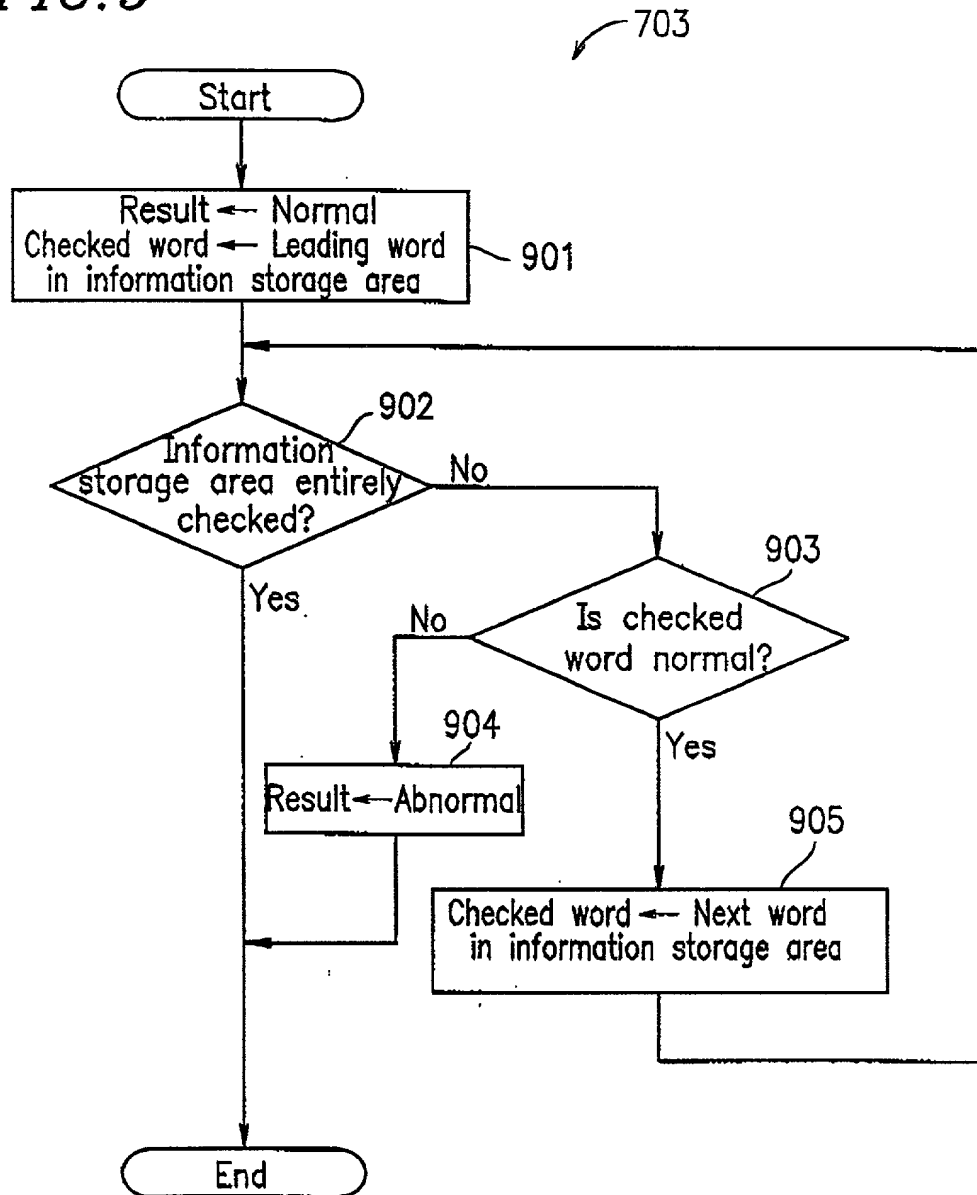 703
Start
Result ← Normal
Checked word ← Leading word
in information storage area
901
902
Information
storage area entirely
checked?
No
Yes
903
Is checked
word normal?
No
Yes
904
Result ← Abnormal
905
Checked word ← Next word
in information storage area
End